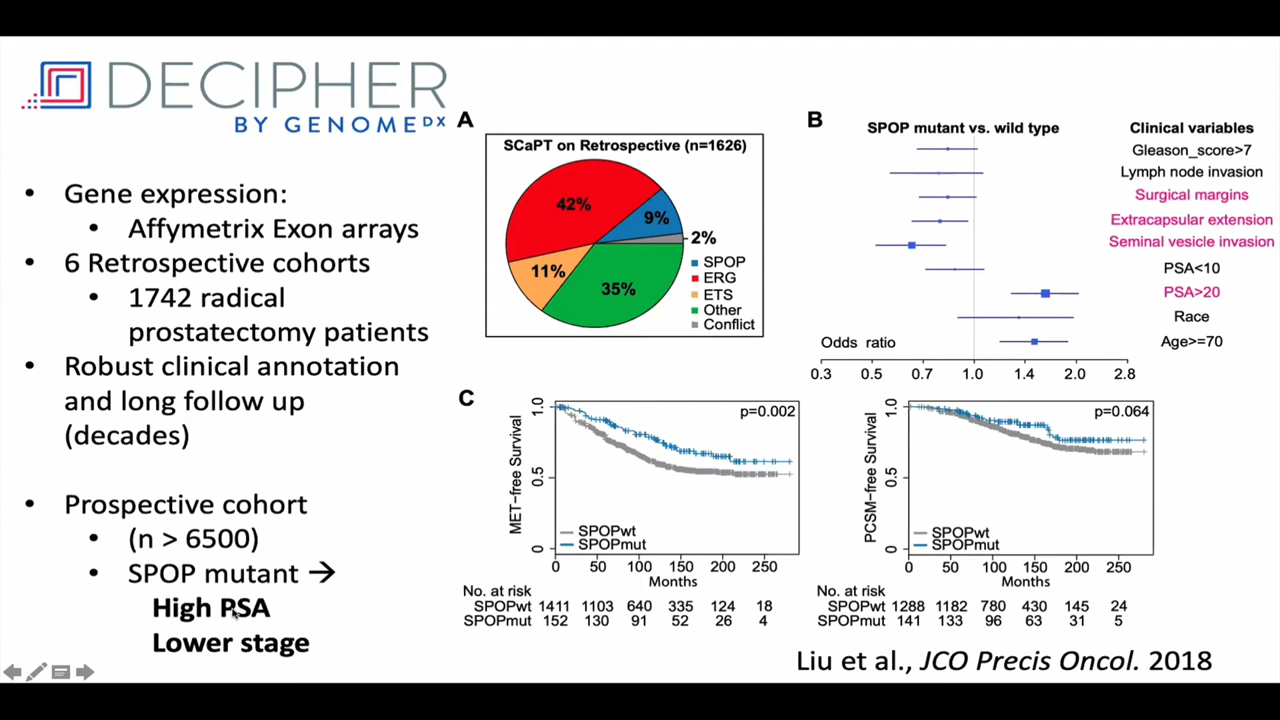 DECIPHER
BY GENOMEDX
• Gene expression:
• Affymetrix Exon arrays
• 6 Retrospective cohorts
• 1742 radical
prostatectomy patients
• Robust clinical annotation
and long follow up
(decades)
• Prospective cohort
• (n > 6500)
• SPOP mutant →
High PSA
Lower stage
A
SCaPT on Retrospective (n=1626)
42%
9%
2%
11%
35%
SPOP
ERG
ETS
Other
Conflict
B
SPOP mutant vs. wild type Clinical variables
Gleason_score>7
Lymph node invasion
Surgical margins
Extracapsular extension
Seminal vesicle invasion
PSA<10
PSA>20
Race
Age>=70
Odds ratio
0.3 0.5 0.7 1.0 1.4 2.0 2.8
C
MET−free Survival
1.0
0.5
0
p=0.002
SPOPwt
SPOPmut
0 50 100 150 200 250
Months
No. at risk
SPOPwt 1411 1103 640 335 124 18
SPOPmut 152 130 91 52 26 4
PCSM−free Survival
1.0
0.5
0
p=0.064
SPOPwt
SPOPmut
0 50 100 150 200 250
Months
No. at risk
SPOPwt 1288 1182 780 430 145 24
SPOPmut 141 133 96 63 31 5
Liu et al., JCO Precis Oncol. 2018